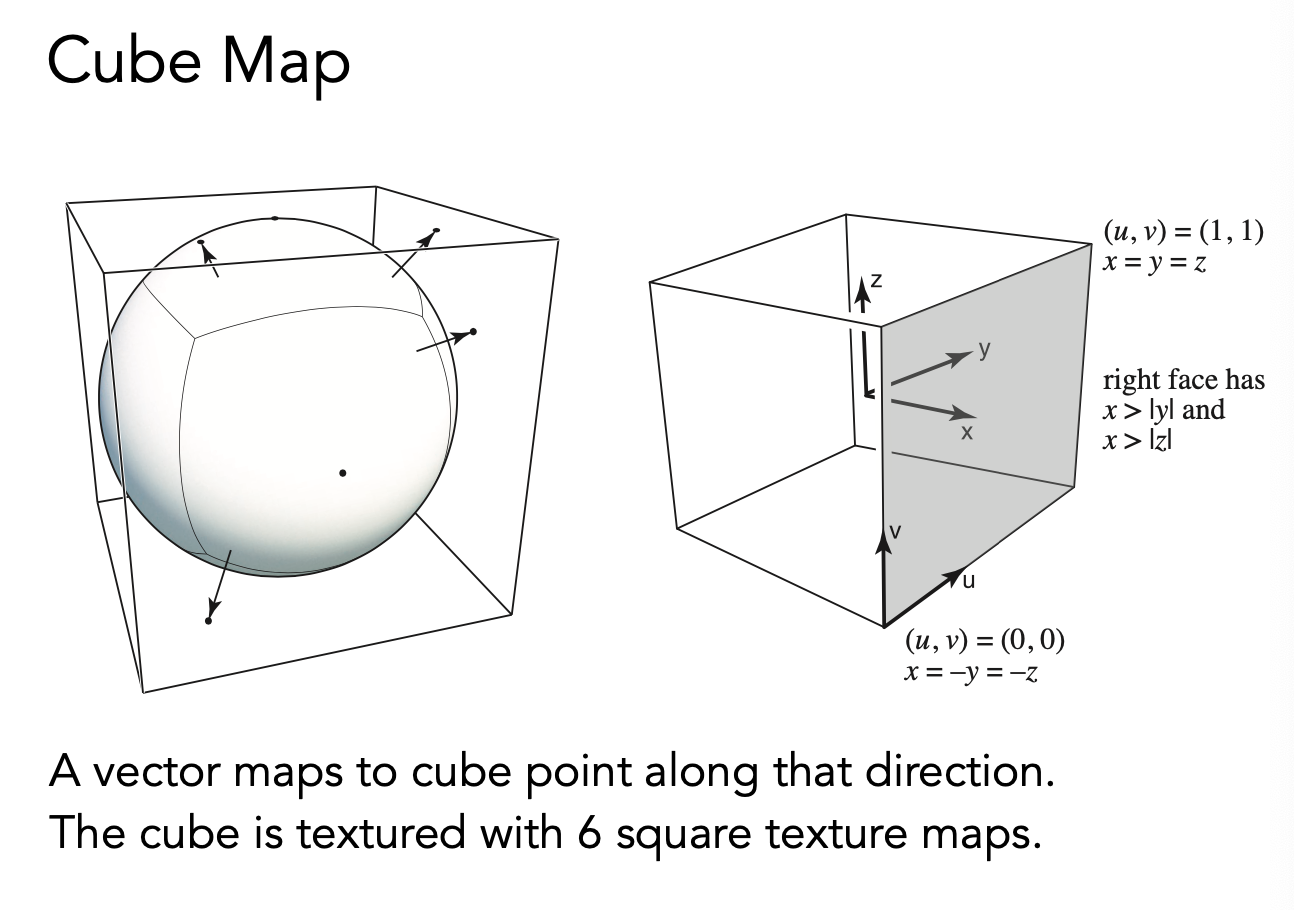 Cube Map
(u, v) = (1, 1)
x = y = z
z
y
x
right face has
x > |y| and
x > |z|
v
u
(u, v) = (0, 0)
x = –y = –z
A vector maps to cube point along that direction.
The cube is textured with 6 square texture maps.